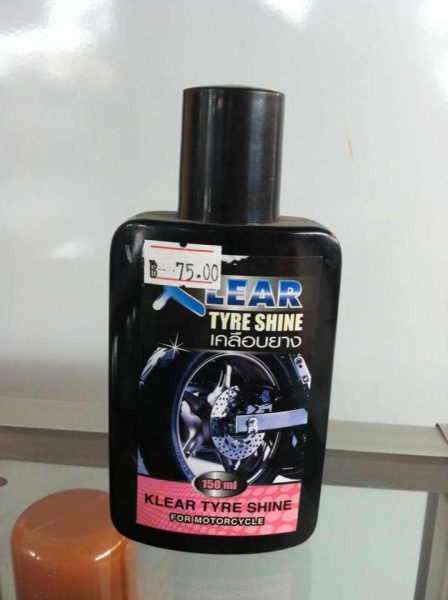 ฿ 75.00
KLEAR
TYRE SHINE
เคลือบยาง
150 ml
KLEAR TYRE SHINE
FOR MOTORCYCLE